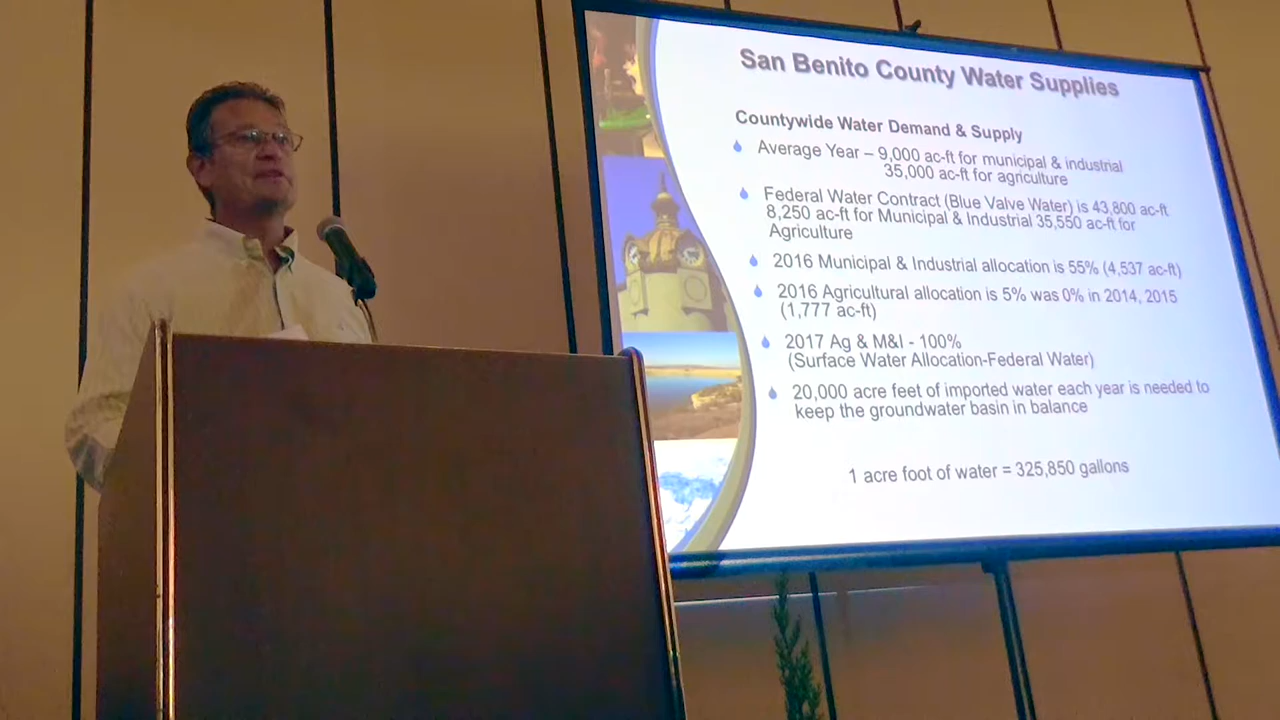 San Benito County Water Supplies
Countywide Water Demand & Supply
Average Year – 9,000 ac-ft for municipal & industrial
35,000 ac-ft for agriculture
Federal Water Contract (Blue Valve Water) is 43,800 ac-ft
8,250 ac-ft for Municipal & Industrial 35,550 ac-ft for
Agriculture
2016 Municipal & Industrial allocation is 55% (4,537 ac-ft)
2016 Agricultural allocation is 5% was 0% in 2014, 2015
(1,777 ac-ft)
2017 Ag & M&I - 100%
(Surface Water Allocation-Federal Water)
20,000 acre feet of imported water each year is needed to
keep the groundwater basin in balance
1 acre foot of water = 325,850 gallons